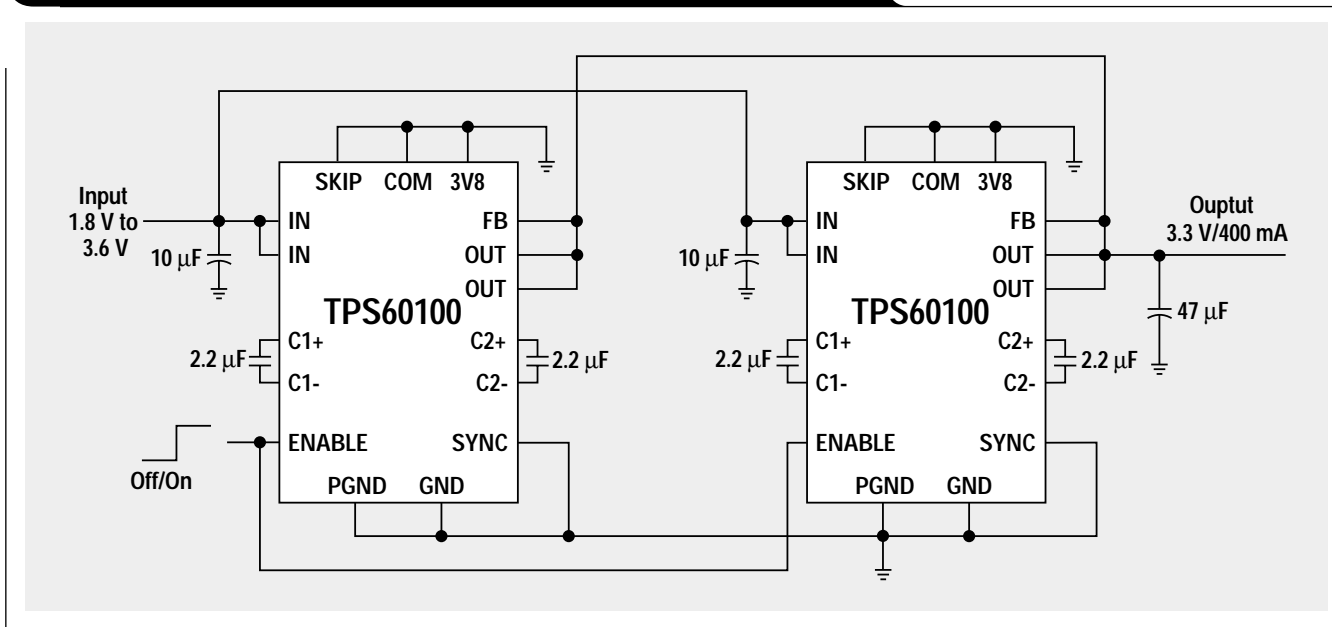 SKIP COM 3V8
SKIP COM 3V8
Input
1.8 V to
3.6 V
IN
IN
10 µF
FB
OUT
OUT
TPS60100
C1+
C1-
2.2 µF
C2+
C2-
2.2 µF
ENABLE
SYNC
PGND GND
Off/On
IN
IN
10 µF
FB
OUT
OUT
TPS60100
C1+
C1-
2.2 µF
C2+
C2-
2.2 µF
ENABLE
SYNC
PGND GND
Ouptut
3.3 V/400 mA
47 µF